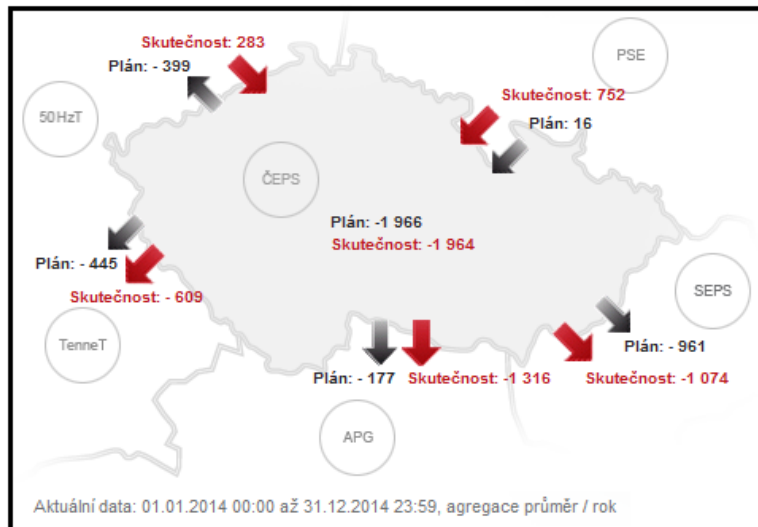 Skutečnost: 283
Plán: - 399
PSE
Skutečnost: 752
Plán: 16
50HzT
ČEPS
Plán: -1 966
Skutečnost: -1 964
Plán: - 445
Skutečnost: - 609
SEPS
TenneT
Plán: - 961
Plán: - 177
Skutečnost: -1 316
Skutečnost: -1 074
APG
Aktuální data: 01.01.2014 00:00 až 31.12.2014 23:59, agregace průměr / rok